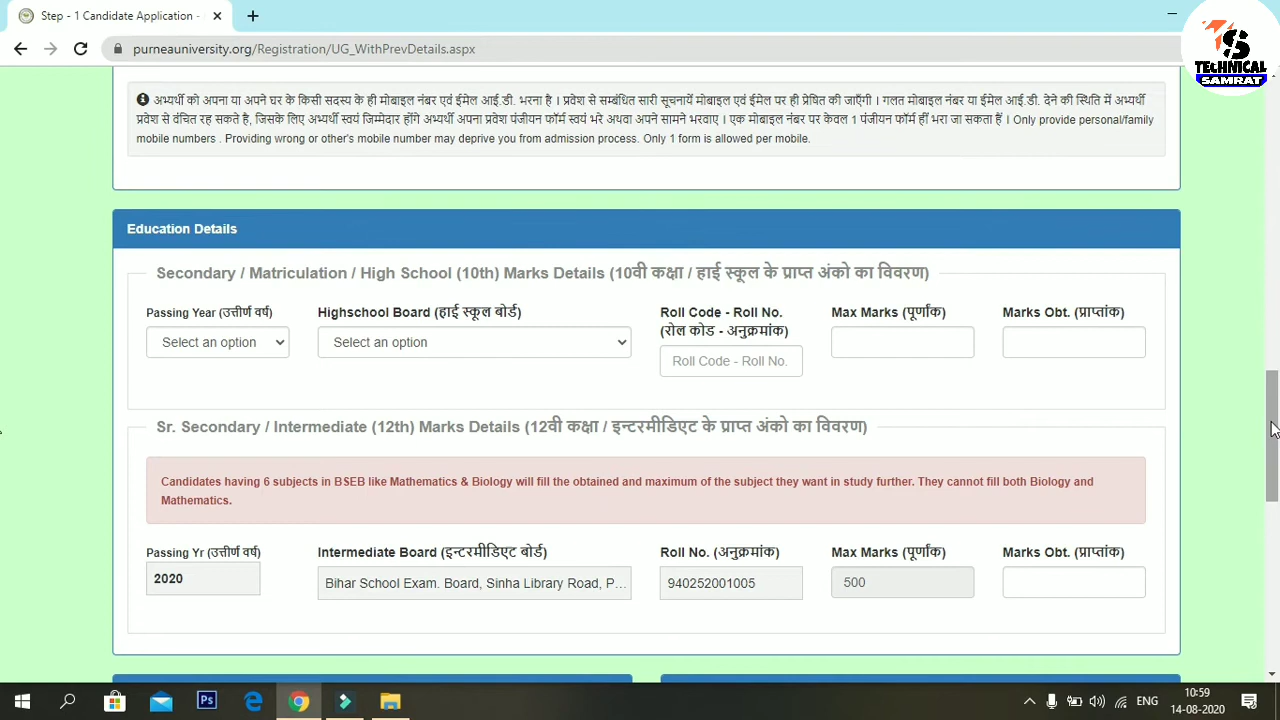 Step - 1 Candidate Application -
purneauniversity.org/Registration/UG_WithPrevDetails.aspx
TECHNICAL
SAMRAT
अभ्यर्थी को अपना या अपने घर के किसी सदस्य के ही मोबाइल नंबर एवं ईमेल आई.डी. भरना है । प्रवेश से सम्बंधित सारी सूचनायें मोबाइल एवं ईमेल पर ही प्रेषित की जाएँगी । गलत मोबाइल नंबर या ईमेल आई.डी. देने की स्थिति में अभ्यर्थी
प्रवेश से वंचित रह सकते है, जिसके लिए अभ्यर्थी स्वयं जिम्मेदार होंगे अभ्यर्थी अपना प्रवेश पंजीयन फॉर्म स्वयं भरे अथवा अपने सामने भरवाए । एक मोबाइल नंबर पर केवल 1 पंजीयन फॉर्म हीं भरा जा सकता हैं । Only provide personal/family
mobile numbers . Providing wrong or other's mobile number may deprive you from admission process. Only 1 form is allowed per mobile.
Education Details
Secondary / Matriculation / High School (10th) Marks Details (10वी कक्षा / हाई स्कूल के प्राप्त अंको का विवरण)
Passing Year (उत्तीर्ण वर्ष) Highschool Board (हाई स्कूल बोर्ड) Roll Code - Roll No. Max Marks (पूर्णांक) Marks Obt. (प्राप्तांक)
(रोल कोड - अनुक्रमांक)
Select an option Select an option
Roll Code - Roll No.
Sr. Secondary / Intermediate (12th) Marks Details (12वी कक्षा / इन्टरमीडिएट के प्राप्त अंको का विवरण)
Candidates having 6 subjects in BSEB like Mathematics & Biology will fill the obtained and maximum of the subject they want in study further. They cannot fill both Biology and
Mathematics.
Passing Yr (उत्तीर्ण वर्ष) Intermediate Board (इन्टरमीडिएट बोर्ड) Roll No. (अनुक्रमांक) Max Marks (पूर्णांक) Marks Obt. (प्राप्तांक)
2020 Bihar School Exam. Board, Sinha Library Road, P... 940252001005 500
Ps
ENG
10:59
14-08-2020